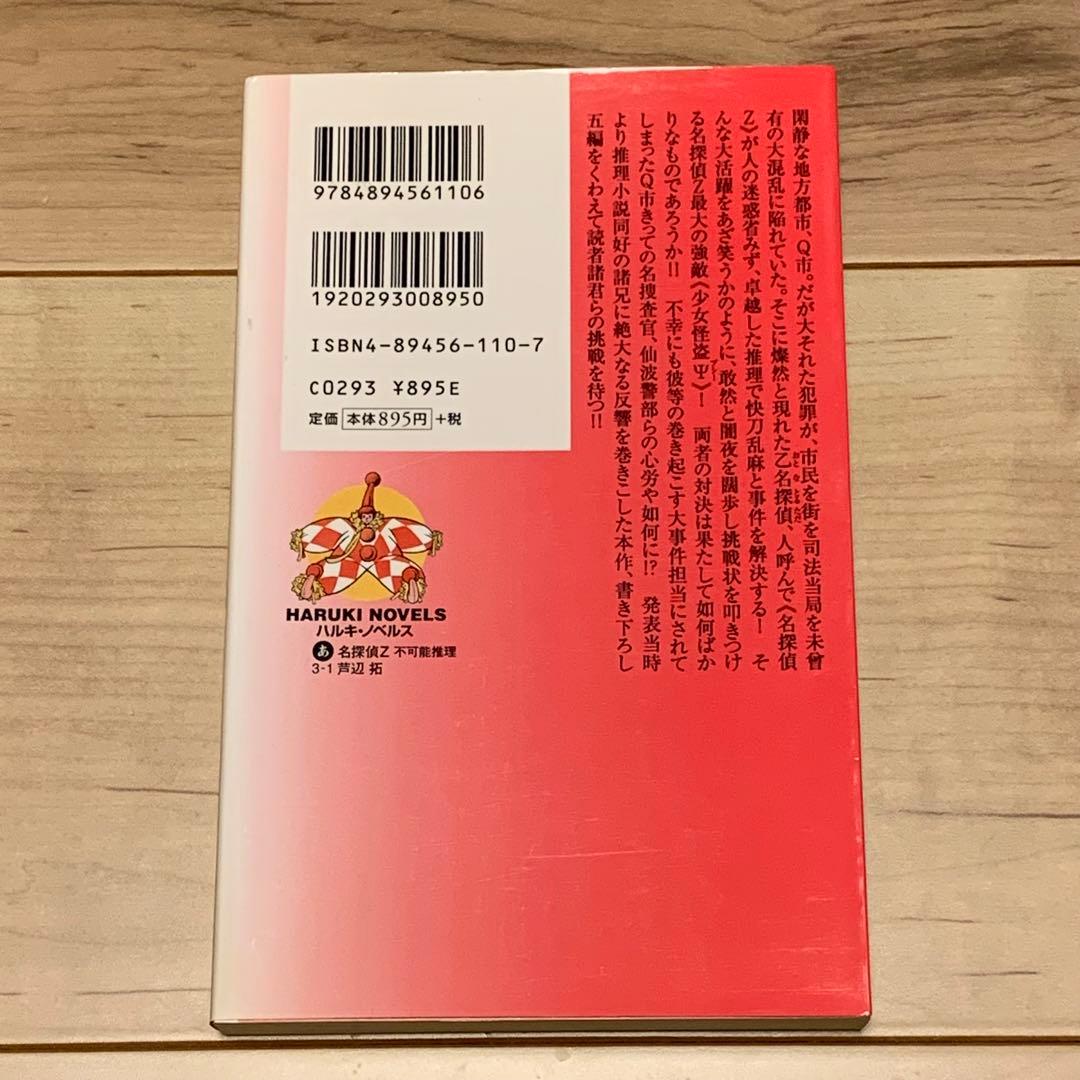 閑静な地方都市、Q市。だが大それた犯罪が、市民を街を司法当局を未曾
有の大混乱に陥れていた。そこに燦然と現れた乙名探偵、人呼んで《名探偵
Z》が人の迷惑省みず、卓越した推理で快刀乱麻と事件を解決する! そ
んな大活躍をあざ笑うかのように、敢然と闇夜を闊歩し挑戦状を叩きつけ
る名探偵Z最大の強敵《少女怪盗Ψ》! 両者の対決は果たして如何ばか
りなものであろうか!! 不幸にも彼等の巻き起こす大事件担当にされて
しまったQ市きっての名捜査官、仙波警部らの心労や如何に!? 発表当時
より推理小説同好の諸兄に絶大なる反響を巻きこした本作、書き下ろし
五編をくわえて読者諸君らの挑戦を待つ!!
9784894561106
1920293008950
ISBN4-89456-110-7
C0293 ¥895E
定価 本体895円 +税
HARUKI NOVELS
ハルキ・ノベルス
あ 名探偵Z 不可能推理
3-1 芦辺 拓